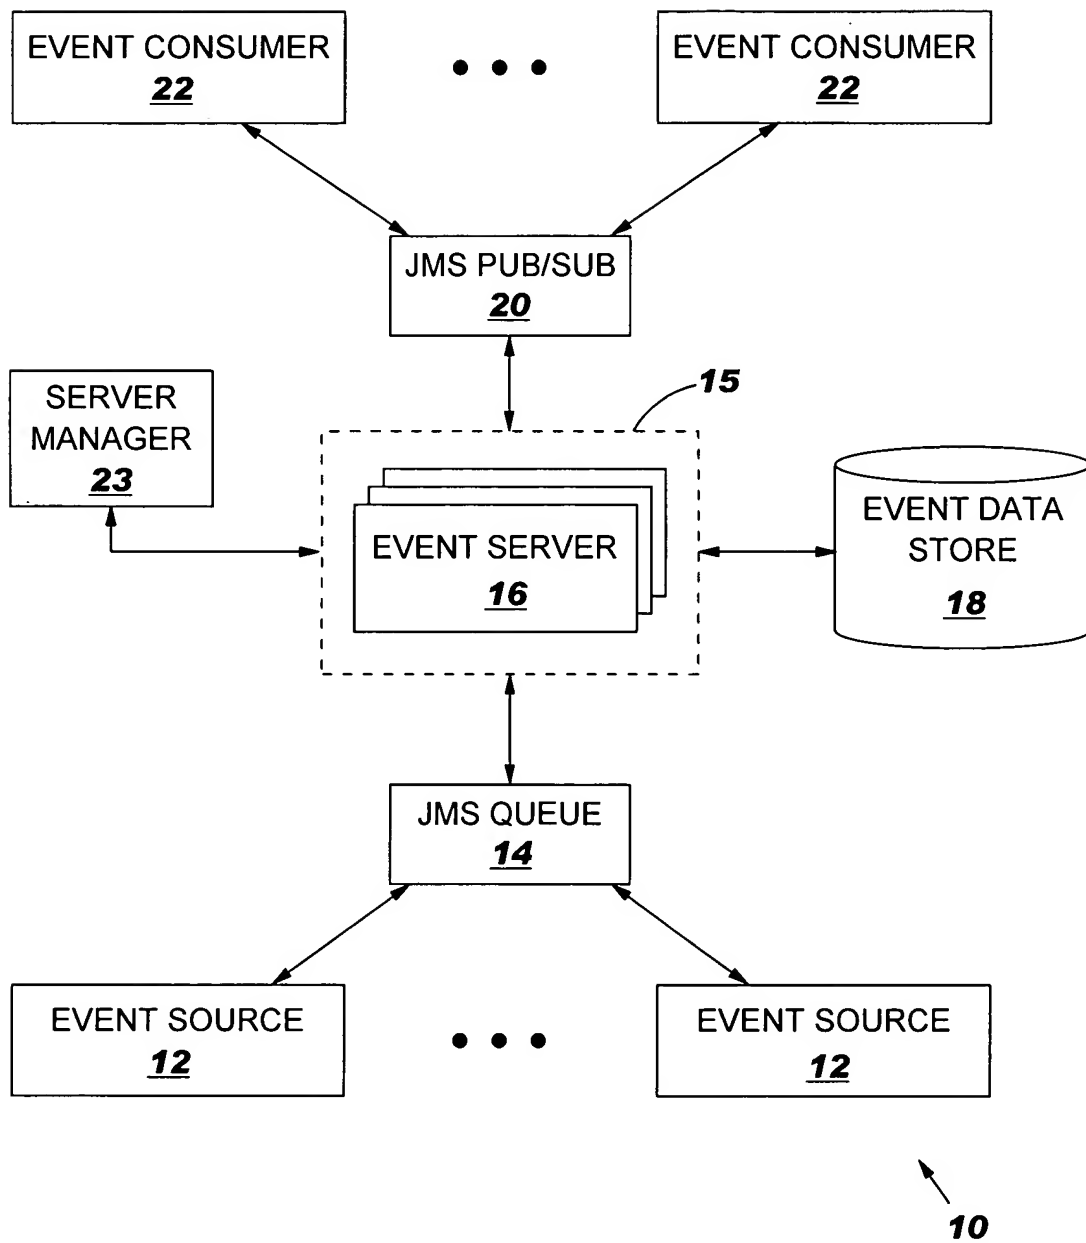 EVENT CONSUMER
22
EVENT CONSUMER
22
JMS PUB/SUB
20
SERVER
MANAGER
23
15
EVENT SERVER
16
EVENT DATA
STORE
18
JMS QUEUE
14
EVENT SOURCE
12
EVENT SOURCE
12
10